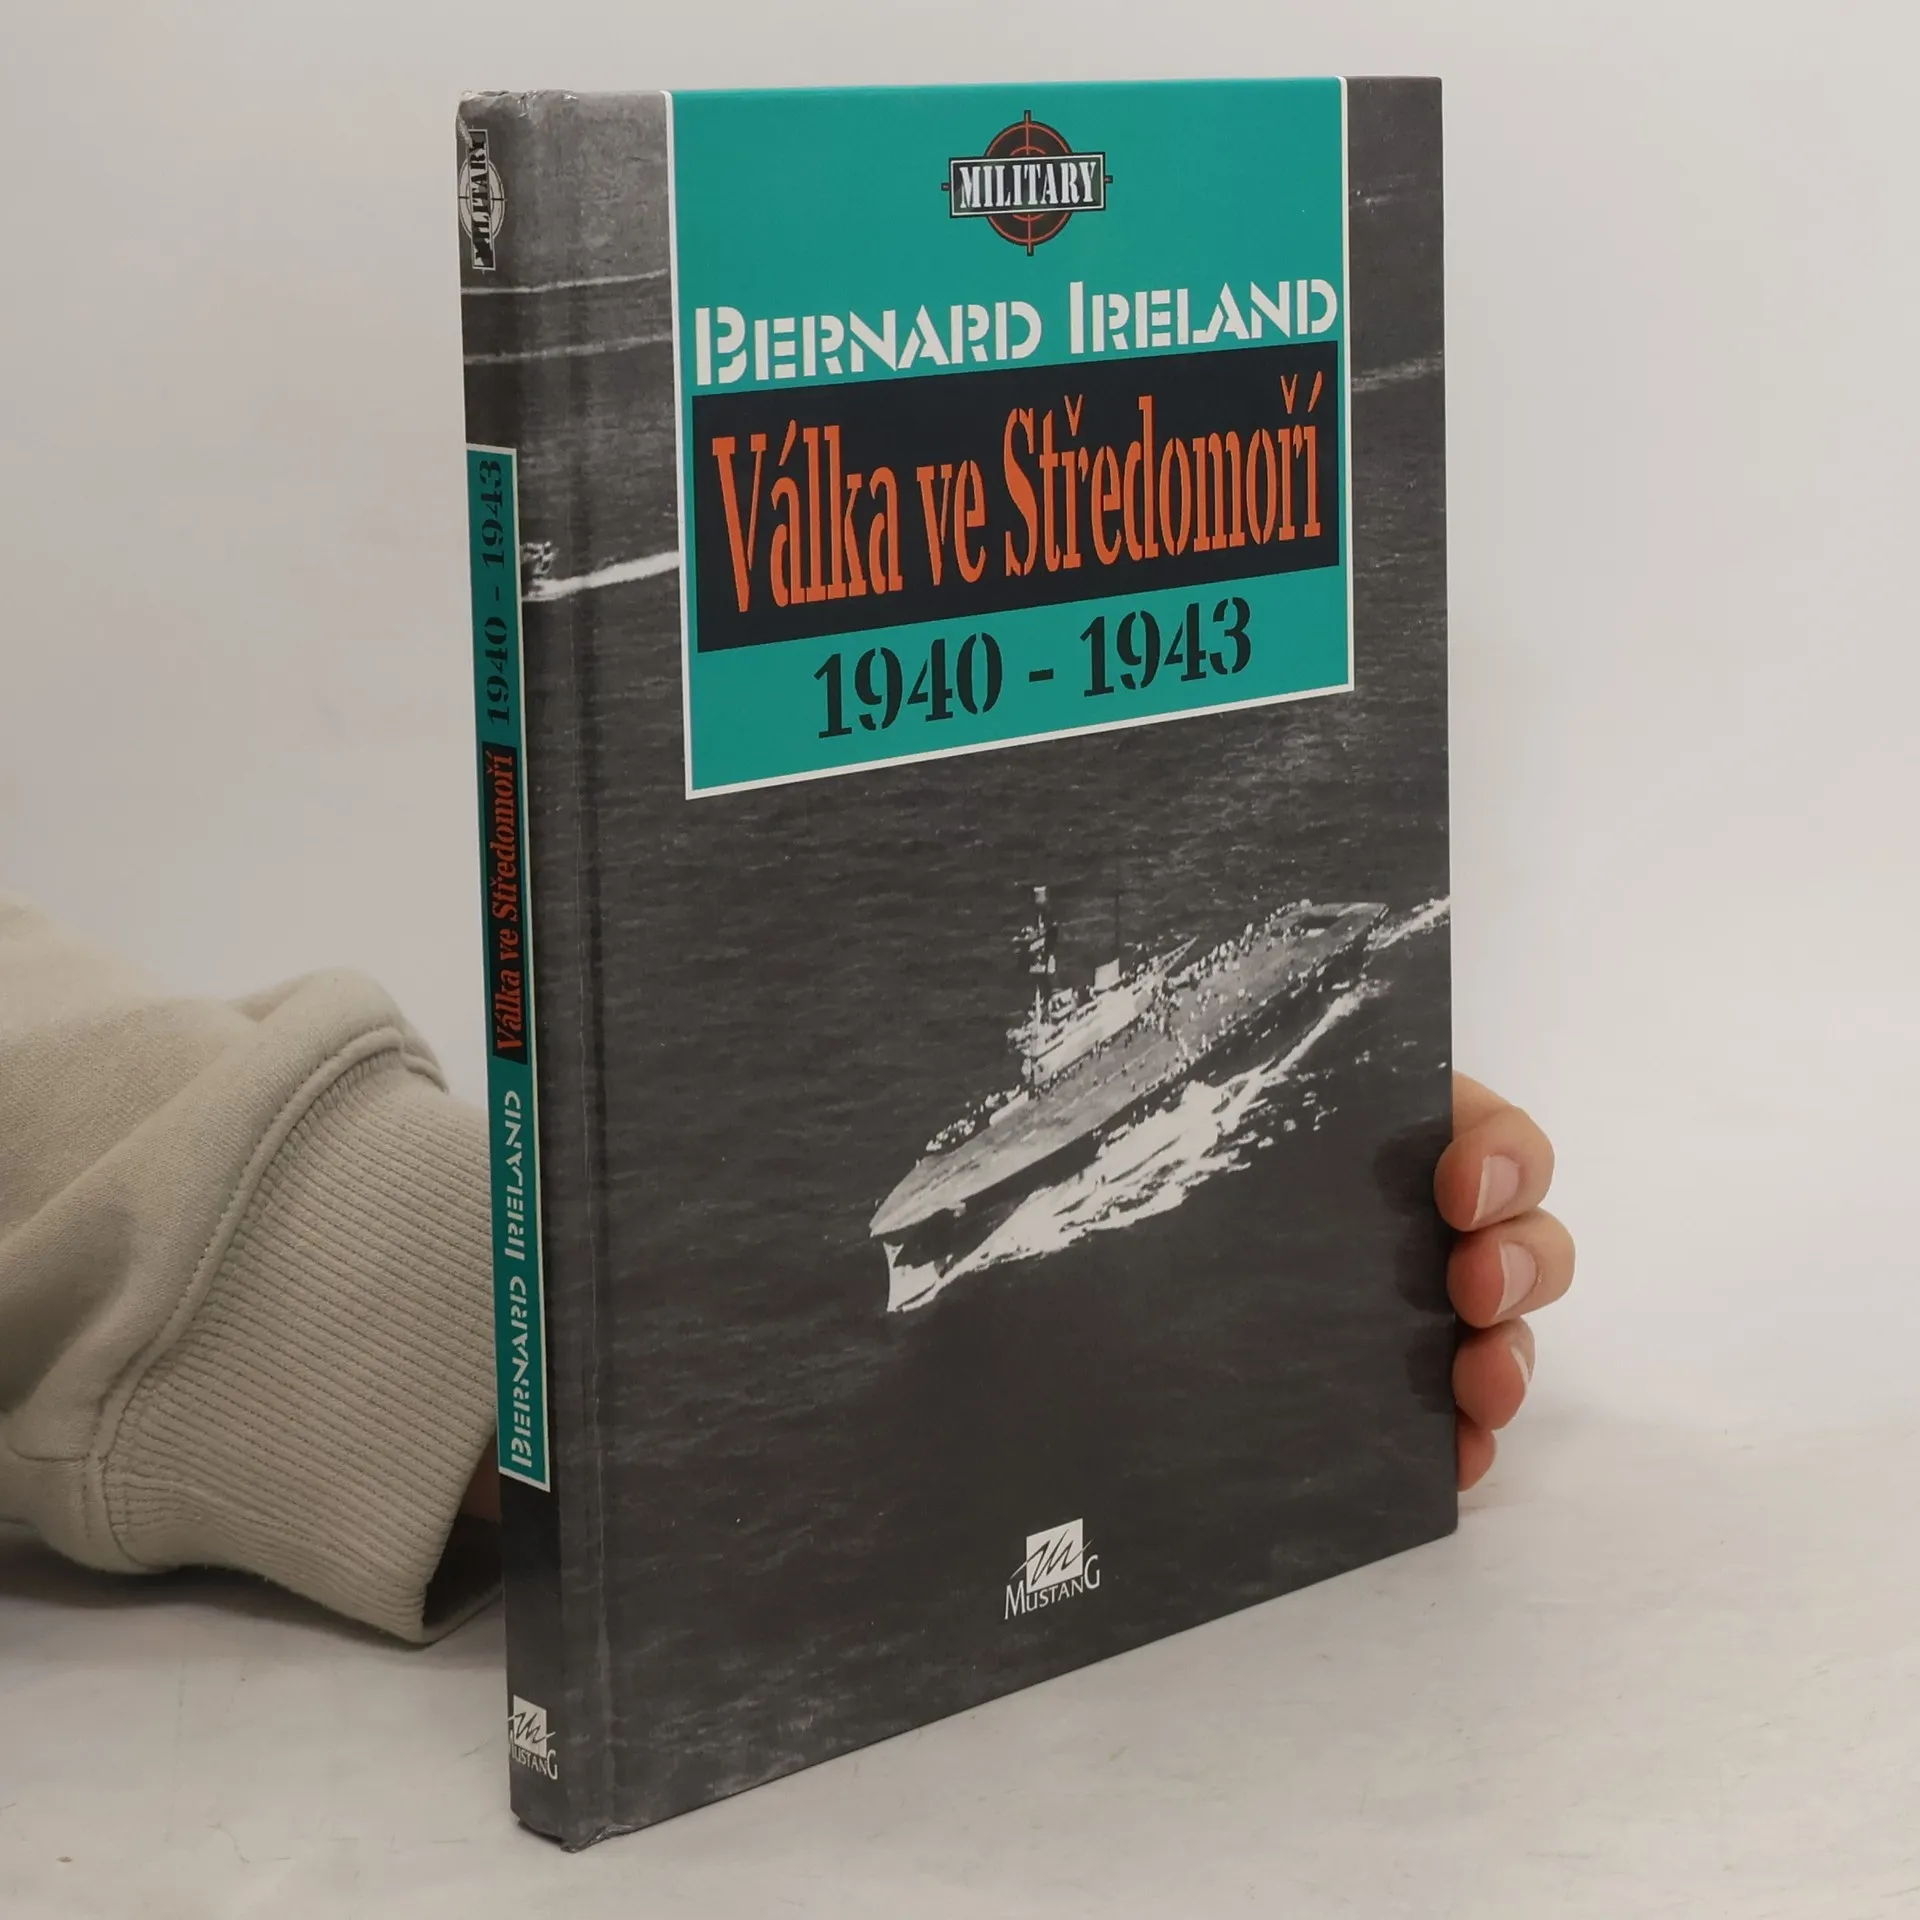 MILITARY
BERNARD IRELAND
Válka ve Středomoří
1940 - 1943
MUSTANG
MILITARY
BERNARD IRELAND Válka ve Středomoří 1940 - 1943
MUSTANG